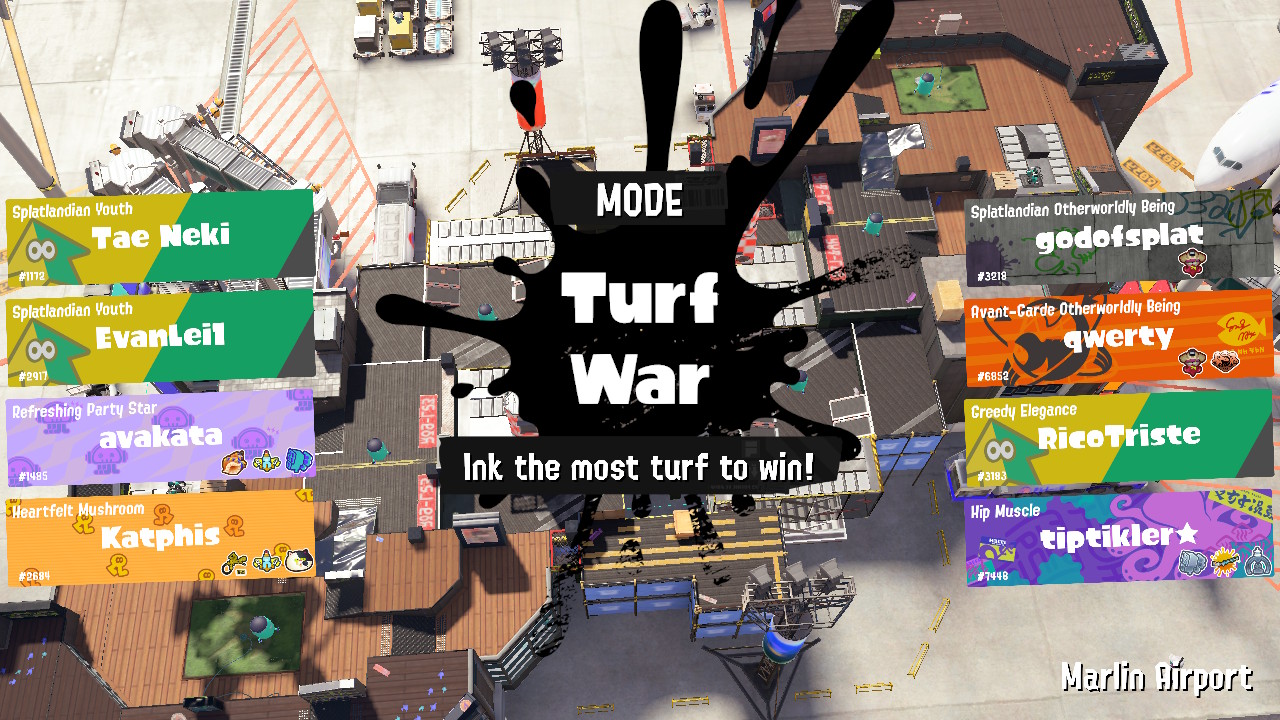 MODE
Turf
War
Ink the most turf to win!
Splatlandian Youth
Tae Neki
#1172
Splatlandian Youth
EvanLeil
#2917
Refreshing Party Star
avakata
#1485
Heartfelt Mushroom
Katphis
#2684
Splatlandian Otherworldly Being
godofsplat
#3218
Avant-Garde Otherworldly Being
qwerty
#6852
Greedy Elegance
RicoTriste
#3183
Hip Muscle
tiptikler★
#7448
Marlin Airport